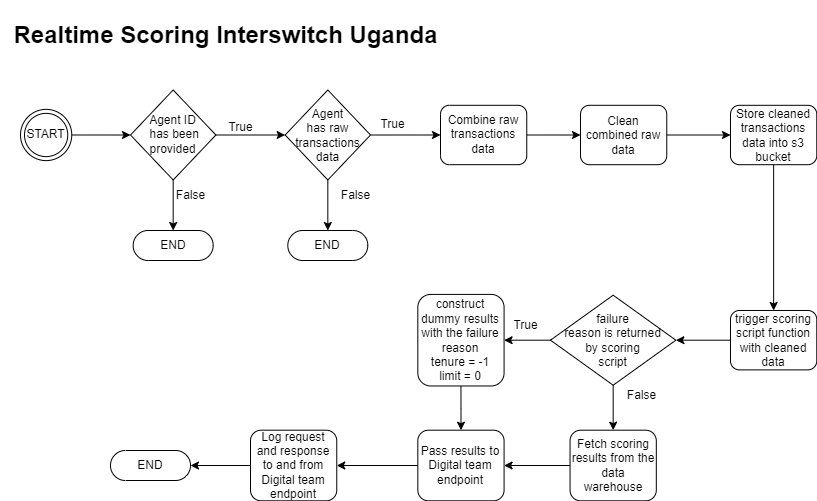 Realtime Scoring Interswitch Uganda
START
Agent ID
has been
provided
True
Agent
has raw
transactions
data
True
Combine raw
transactions
data
Clean
combined raw
data
Store cleaned
transactions
data into s3
bucket
False
END
False
END
trigger scoring
script function
with cleaned
data
failure
reason is returned
by scoring
script
True
construct
dummy results
with the failure
reason
tenure = -1
limit = 0
False
Fetch scoring
results from the
data
warehouse
Pass results to
Digital team
endpoint
Log request
and response
to and from
Digital team
endpoint
END